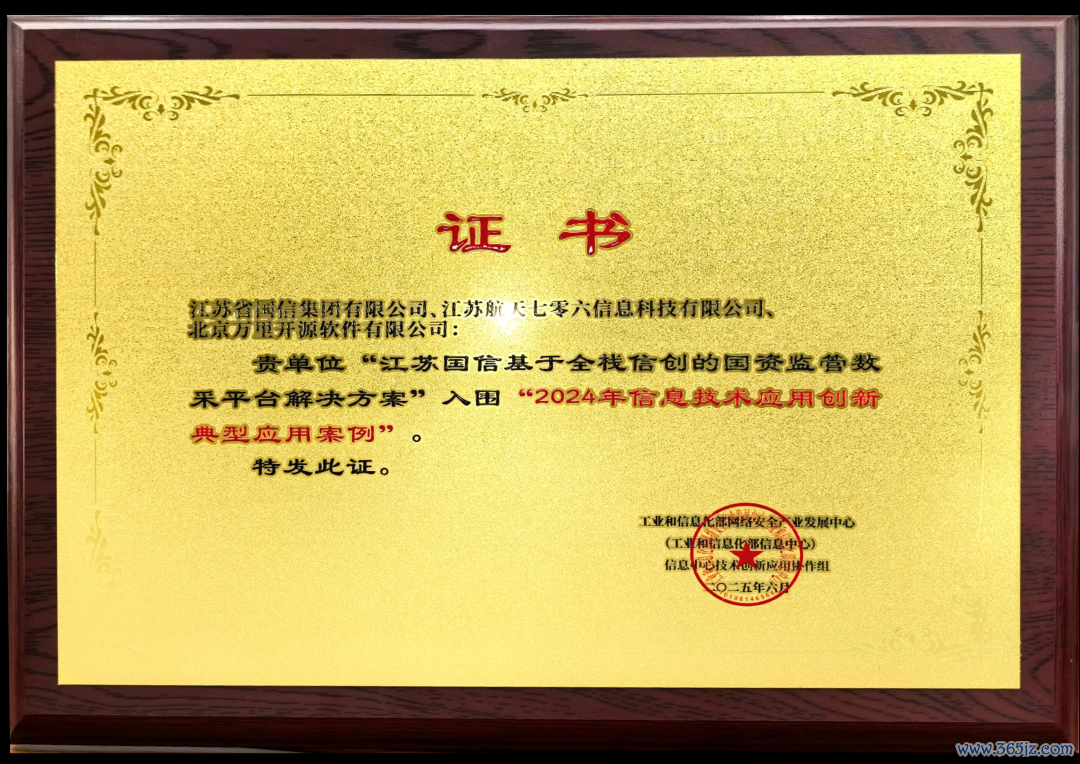 证 书
江苏省国信集团有限公司、江苏航天七零六信息科技有限公司、
北京万里开源软件有限公司：
贵单位“江苏国信基于全栈信创的国资监管数
采平台解决方案”入围“2024年信息技术应用创新
典型应用案例”。
特发此证。
工业和信息化部网络安全产业发展中心
（工业和信息化部信息中心）
信息中心技术创新应用协作组
二〇二五年六月
www.365jz.com